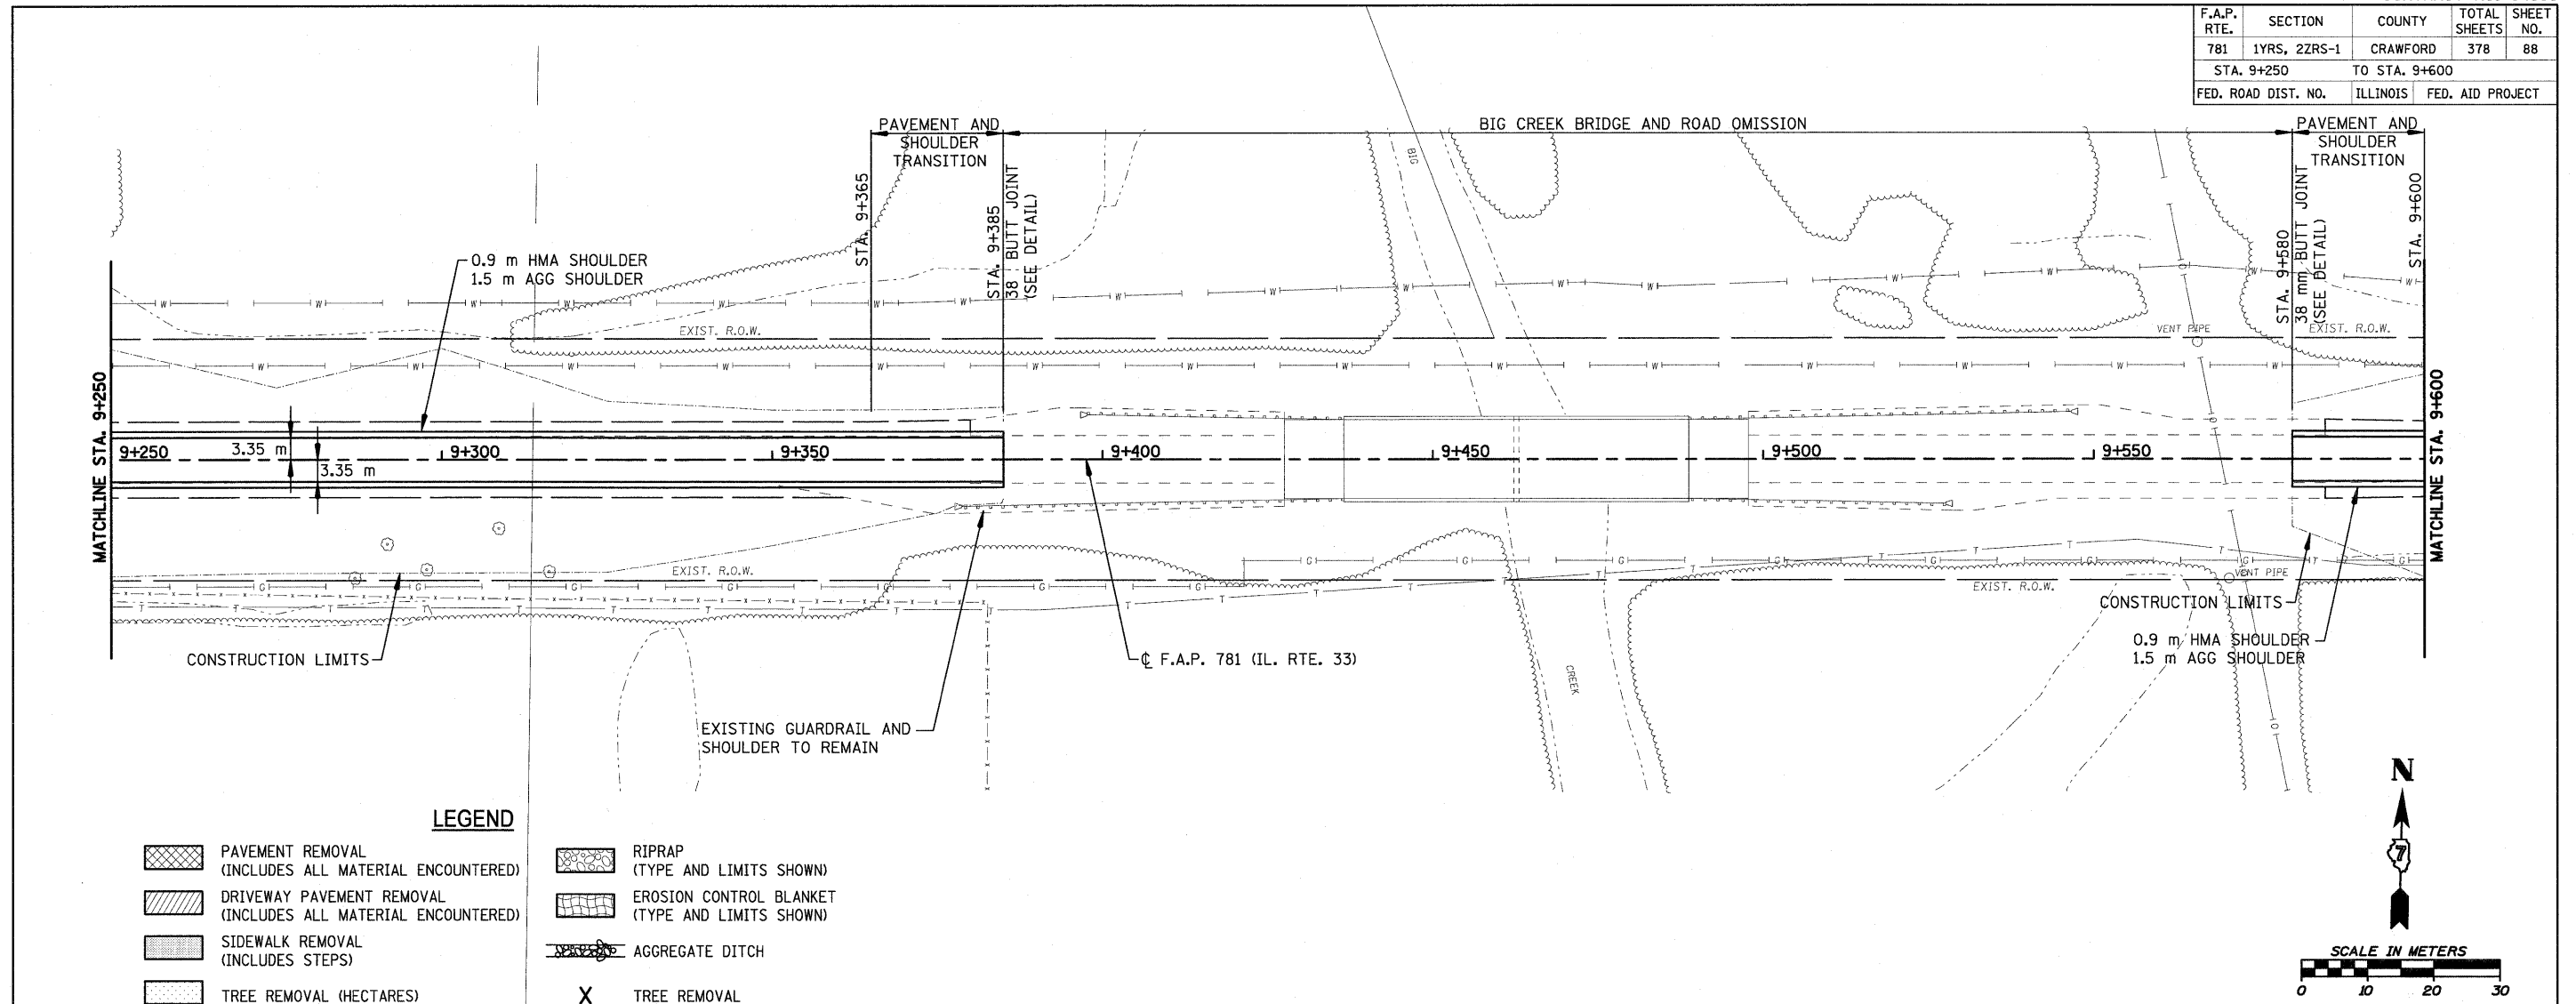 F.A.P. RTE. SECTION COUNTY TOTAL SHEETS SHEET NO.
781 1YRS, 2ZRS-1 CRAWFORD 378 88
STA. 9+250 TO STA. 9+600
FED. ROAD DIST. NO. ILLINOIS FED. AID PROJECT
PAVEMENT AND
SHOULDER
TRANSITION
BIG CREEK BRIDGE AND ROAD OMISSION
PAVEMENT AND
SHOULDER
TRANSITION
STA. 9+365
STA. 9+385
38 mm BUTT JOINT
(SEE DETAIL)
BIG
STA. 9+580
38 mm BUTT JOINT
(SEE DETAIL)
STA. 9+600
0.9 m HMA SHOULDER
1.5 m AGG SHOULDER
W W W W W W W W W W W W W W W W W
EXIST. R.O.W.
VENT PIPE
EXIST. R.O.W.
W W W W W W W W W W W W W W W
MATCHLINE STA. 9+250
9+250 3.35 m 9+300 9+350 9+400 9+450 9+500 9+550
3.35 m
MATCHLINE STA. 9+600
EXIST. R.O.W.
G G G G G G G G G G G G G G
T T T T T T T T T T T T T T T
VENT PIPE
EXIST. R.O.W.
CONSTRUCTION LIMITS
CONSTRUCTION LIMITS
℄ F.A.P. 781 (IL. RTE. 33)
0.9 m HMA SHOULDER
1.5 m AGG SHOULDER
CREEK
EXISTING GUARDRAIL AND
SHOULDER TO REMAIN
N
7
LEGEND
PAVEMENT REMOVAL
(INCLUDES ALL MATERIAL ENCOUNTERED)
DRIVEWAY PAVEMENT REMOVAL
(INCLUDES ALL MATERIAL ENCOUNTERED)
SIDEWALK REMOVAL
(INCLUDES STEPS)
TREE REMOVAL (HECTARES)
RIPRAP
(TYPE AND LIMITS SHOWN)
EROSION CONTROL BLANKET
(TYPE AND LIMITS SHOWN)
AGGREGATE DITCH
X TREE REMOVAL
SCALE IN METERS
0 10 20 30